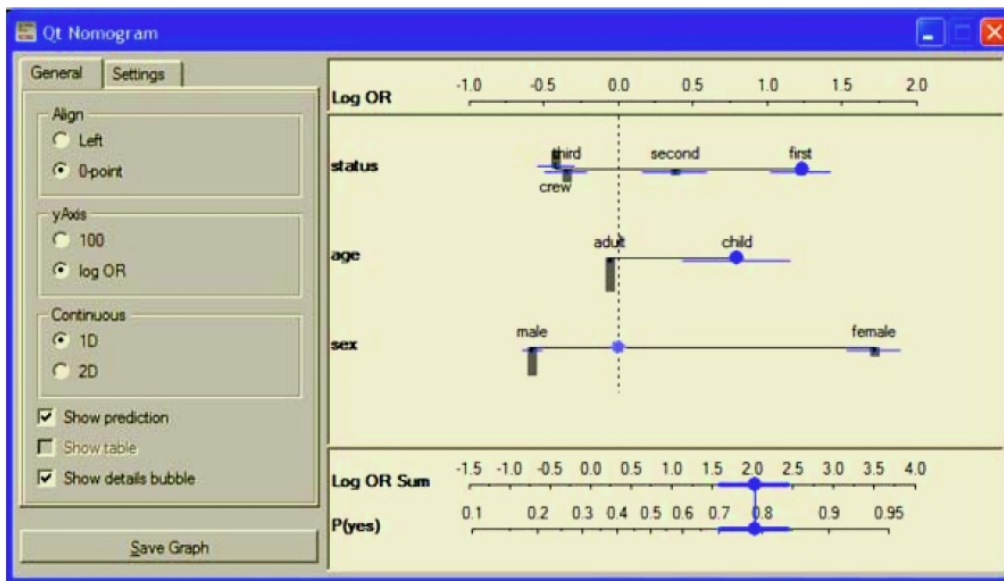 Qt Nomogram
General Settings
Align
Left
0-point
yAxis
100
log OR
Continuous
1D
2D
Show prediction
Show table
Show details bubble
Save Graph
Log OR -1.0 -0.5 0.0 0.5 1.0 1.5 2.0
status third second first
crew
age adult child
sex male female
Log OR Sum -1.5 -1.0 -0.5 0.0 0.5 1.0 1.5 2.0 2.5 3.0 3.5 4.0
P(yes) 0.1 0.2 0.3 0.4 0.5 0.6 0.7 0.8 0.9 0.95